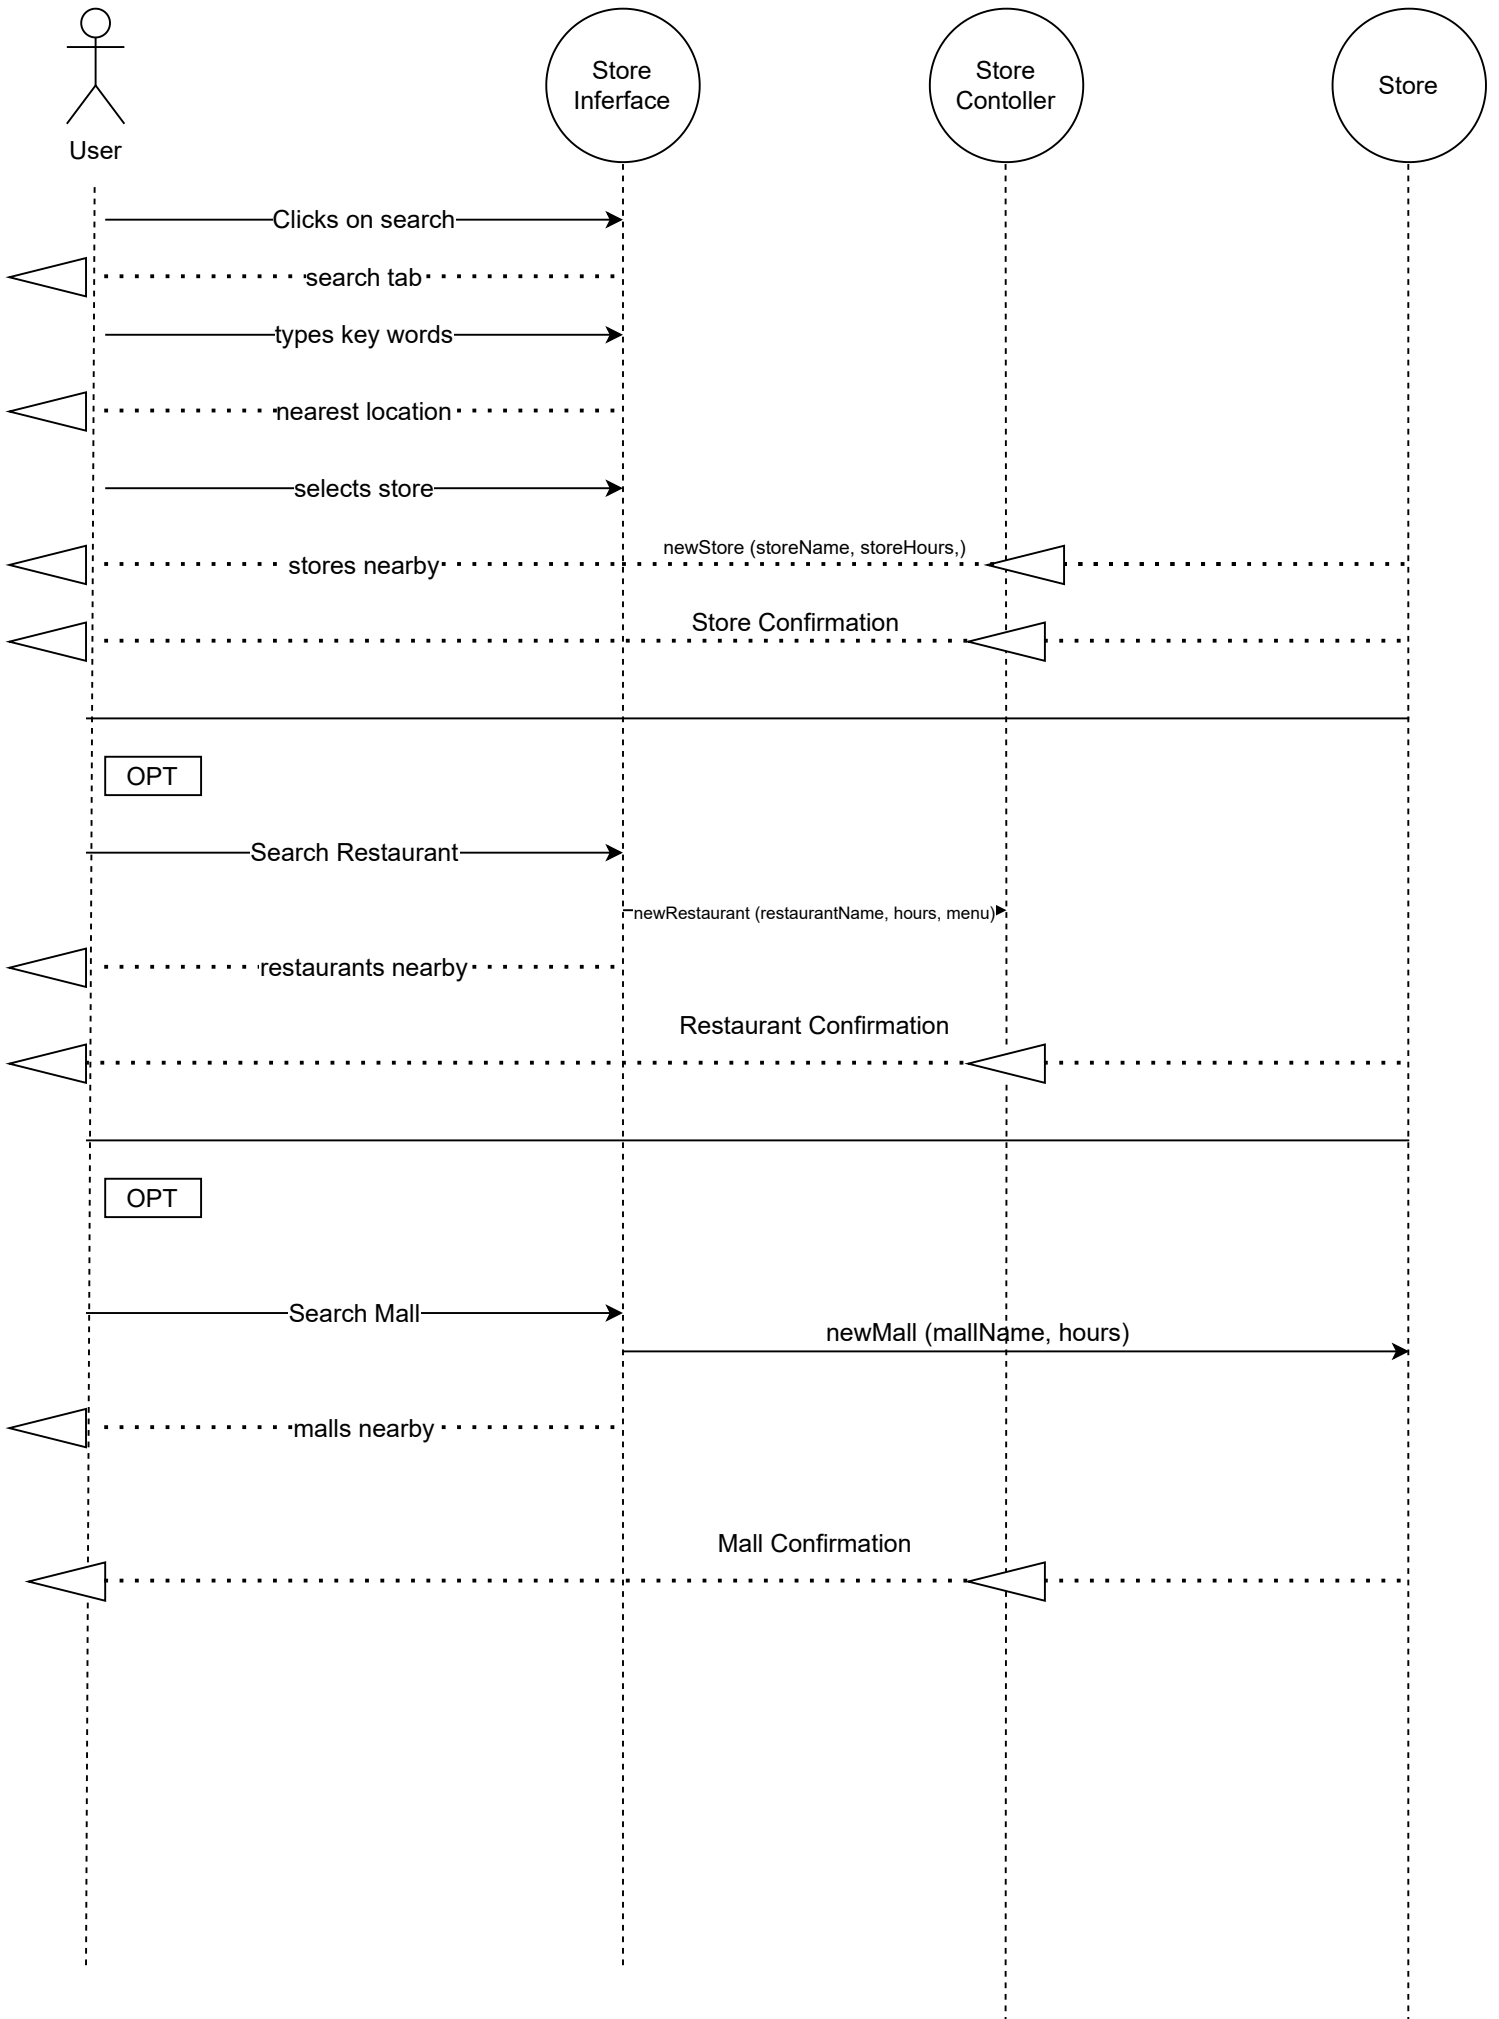 User
Store
Inferface
Store
Contoller
Store
Clicks on search
search tab
types key words
nearest location
selects store
newStore (storeName, storeHours,)
stores nearby
Store Confirmation
OPT
Search Restaurant
newRestaurant (restaurantName, hours, menu)
restaurants nearby
Restaurant Confirmation
OPT
Search Mall
newMall (mallName, hours)
malls nearby
Mall Confirmation